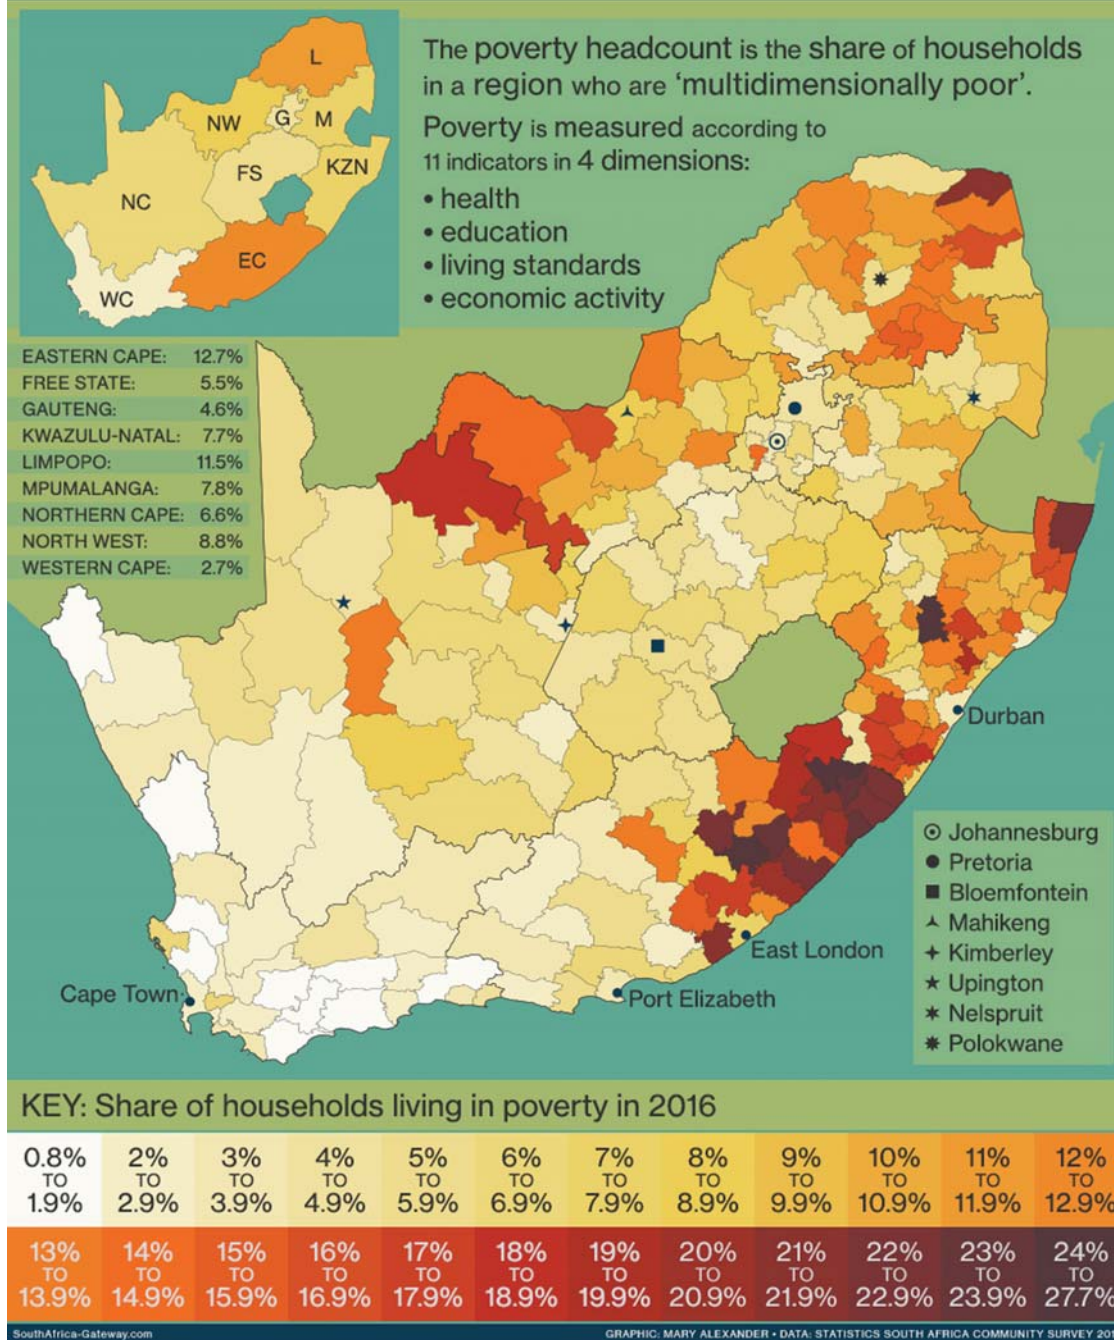 The poverty headcount is the share of households
in a region who are ‘multidimensionally poor’.
Poverty is measured according to
11 indicators in 4 dimensions:
• health
• education
• living standards
• economic activity
L
NW
G
M
FS
KZN
NC
EC
WC
EASTERN CAPE: 12.7%
FREE STATE: 5.5%
GAUTENG: 4.6%
KWAZULU-NATAL: 7.7%
LIMPOPO: 11.5%
MPUMALANGA: 7.8%
NORTHERN CAPE: 6.6%
NORTH WEST: 8.8%
WESTERN CAPE: 2.7%
Durban
East London
Port Elizabeth
Cape Town
Johannesburg
Pretoria
Bloemfontein
Mahikeng
Kimberley
Upington
Nelspruit
Polokwane
KEY: Share of households living in poverty in 2016
0.8% TO 1.9%
2% TO 2.9%
3% TO 3.9%
4% TO 4.9%
5% TO 5.9%
6% TO 6.9%
7% TO 7.9%
8% TO 8.9%
9% TO 9.9%
10% TO 10.9%
11% TO 11.9%
12% TO 12.9%
13% TO 13.9%
14% TO 14.9%
15% TO 15.9%
16% TO 16.9%
17% TO 17.9%
18% TO 18.9%
19% TO 19.9%
20% TO 20.9%
21% TO 21.9%
22% TO 22.9%
23% TO 23.9%
24% TO 27.7%
SouthAfrica-Gateway.com
GRAPHIC: MARY ALEXANDER • DATA: STATISTICS SOUTH AFRICA COMMUNITY SURVEY